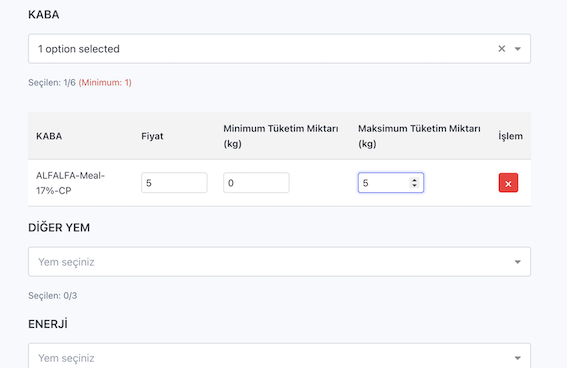 KABA
1 option selected
Seçilen: 1/6 (Minimum: 1)
KABA Fiyat Minimum Tüketim Miktarı (kg) Maksimum Tüketim Miktarı (kg) İşlem
ALFALFA-Meal-17%-CP 5 0 5 x
DİĞER YEM
Yem seçiniz
Seçilen: 0/3
ENERJİ
Yem seçiniz